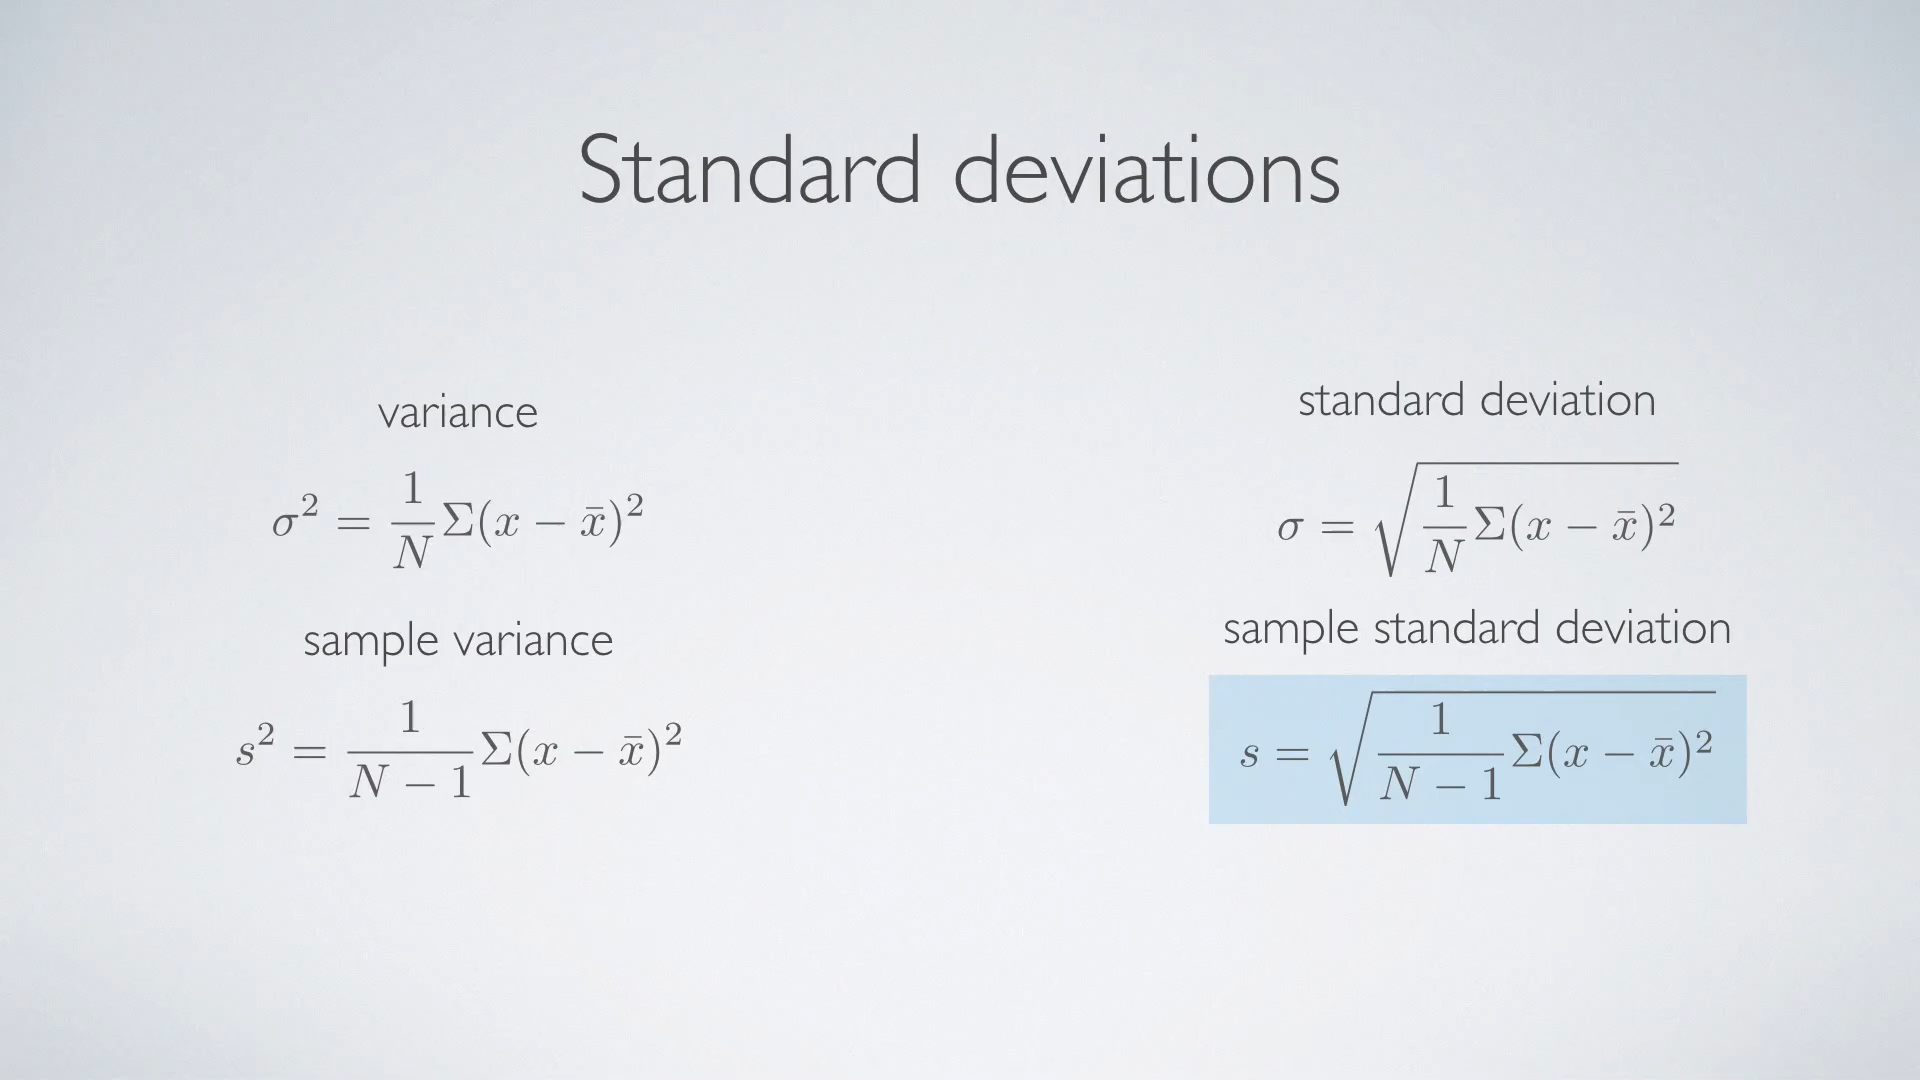 Standard deviations
variance
σ² = 1/N Σ(x − x̄)²
sample variance
s² = 1/(N − 1) Σ(x − x̄)²
standard deviation
σ = √(1/N Σ(x − x̄)²)
sample standard deviation
s = √(1/(N − 1) Σ(x − x̄)²)